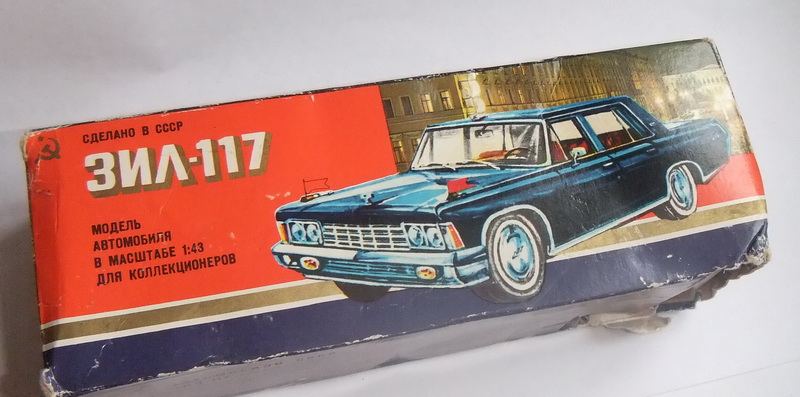 СДЕЛАНО В СССР
ЗИЛ-117
МОДЕЛЬ
АВТОМОБИЛЯ
В МАСШТАБЕ 1:43
ДЛЯ КОЛЛЕКЦИОНЕРОВ